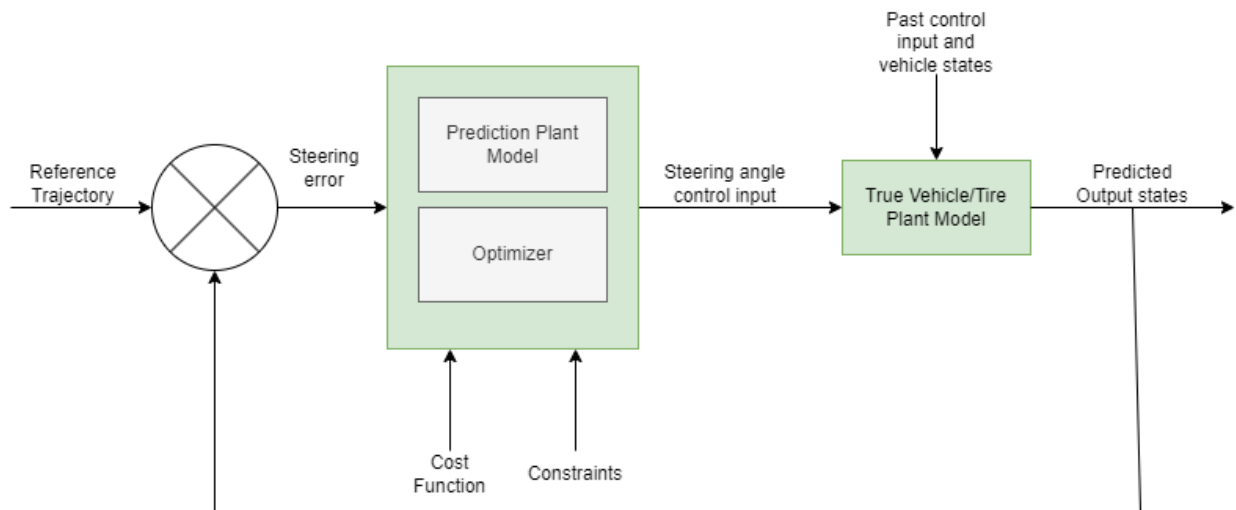 Reference
Trajectory
Steering
error
Prediction Plant
Model
Optimizer
Cost
Function
Constraints
Steering angle
control input
Past control
input and
vehicle states
True Vehicle/Tire
Plant Model
Predicted
Output states